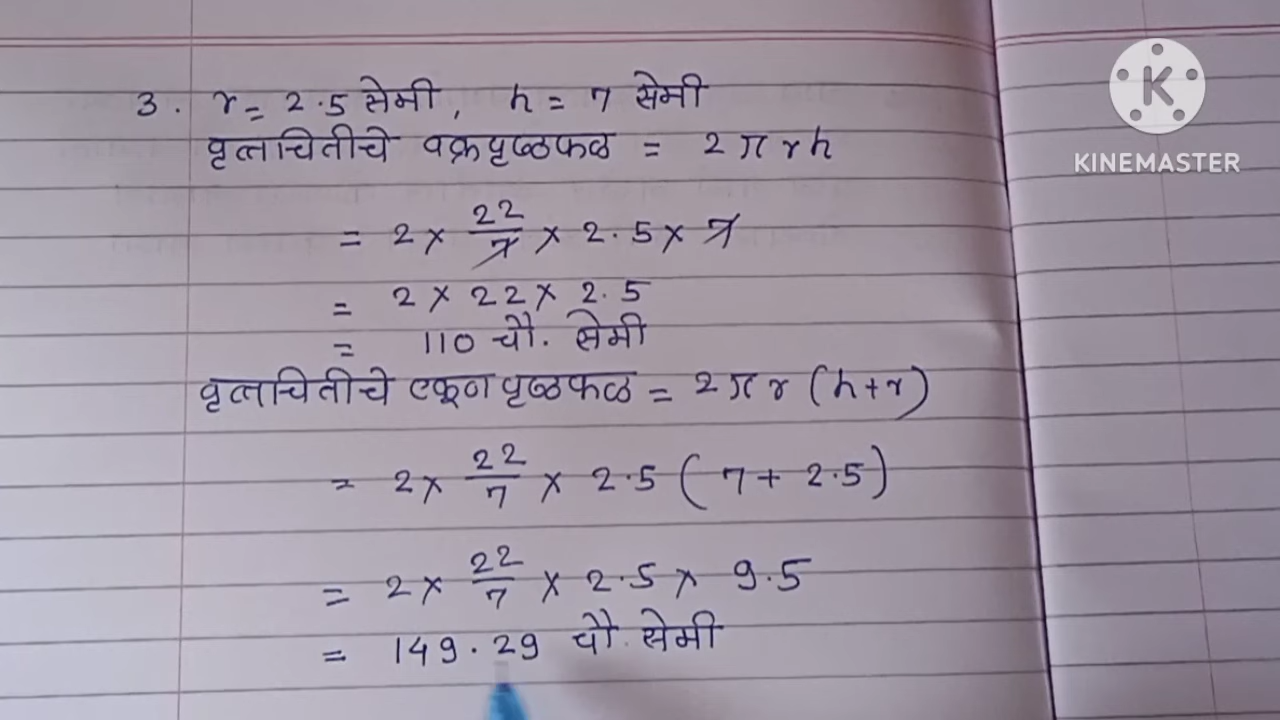 3. r = 2.5 सेमी, h = 7 सेमी
वृत्तचितीचे वक्रपृष्ठफळ = 2πrh
= 2 × 22/7 × 2.5 × 7
= 2 × 22 × 2.5
= 110 चौ. सेमी
वृत्तचितीचे एकूण पृष्ठफळ = 2πr (h+r)
= 2 × 22/7 × 2.5 (7 + 2.5)
= 2 × 22/7 × 2.5 × 9.5
= 149.29 चौ. सेमी
K
KINEMASTER